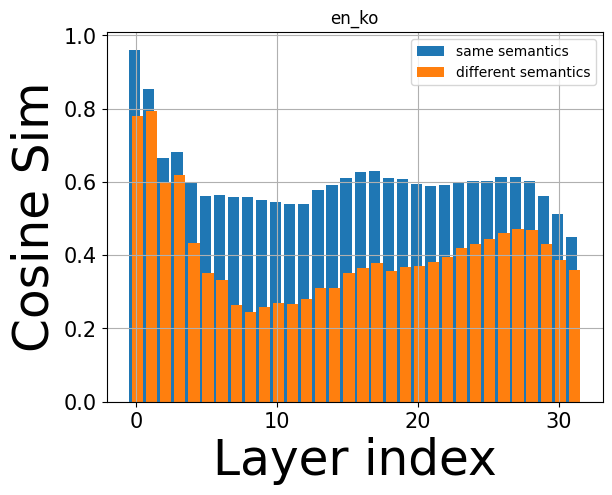 en_ko
same semantics
different semantics
Cosine Sim
1.0
0.8
0.6
0.4
0.2
0.0
0 10 20 30
Layer index